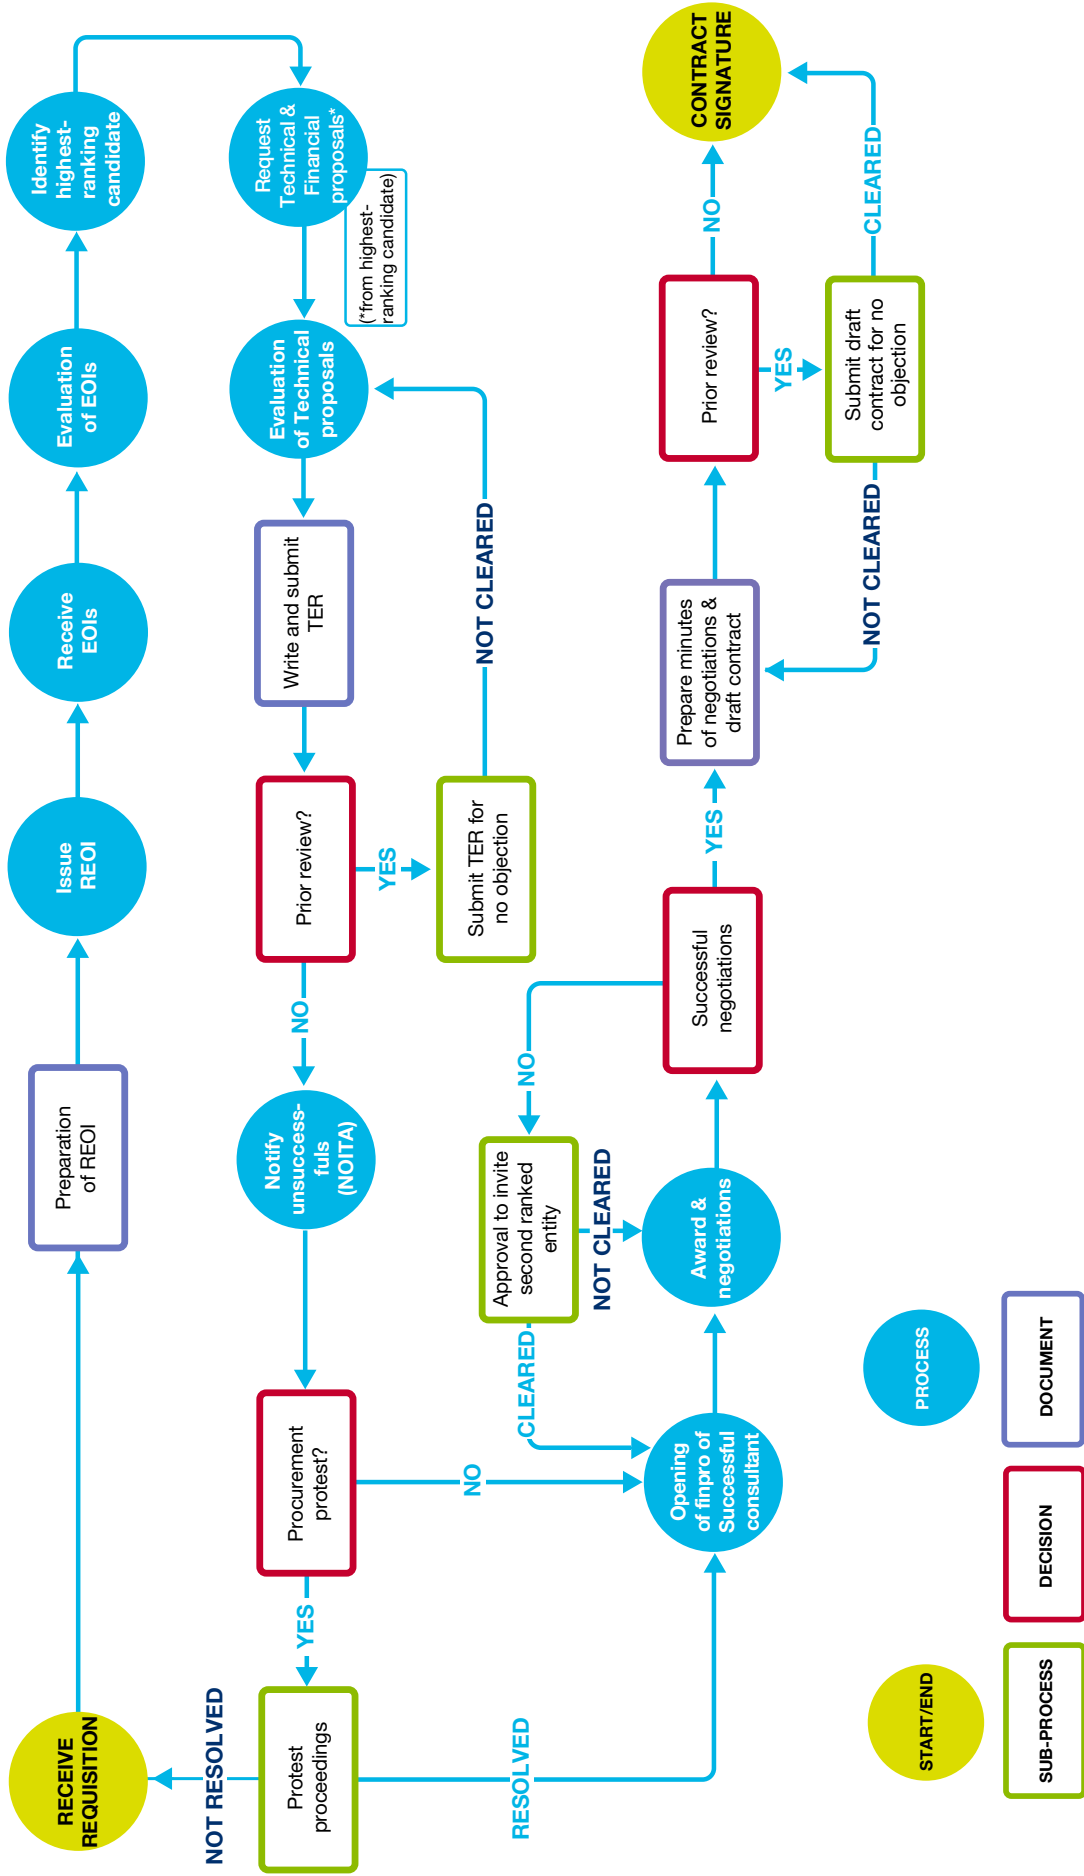 RECEIVE
REQUISITION
Preparation
of REOI
Issue
REOI
Receive
EOIs
Evaluation
of EOIs
Identify
highest-
ranking
candidate
Request
Technical &
Financial
proposals*
(*from highest-
ranking candidate)
Evaluation
of Technical
proposals
Write and submit
TER
Prior review?
YES
Submit TER for
no objection
NOT CLEARED
NO
Notify
unsuccess-
fuls
(NOITA)
Procurement
protest?
YES
Protest
proceedings
NOT RESOLVED
RESOLVED
NO
Opening
of finpro of
Successful
consultant
Award &
negotiations
Successful
negotiations
NO
Approval to invite
second ranked
entity
CLEARED
NOT CLEARED
YES
Prepare minutes
of negotiations &
draft contract
Prior review?
YES
Submit draft
contract for no
objection
NOT CLEARED
CLEARED
NO
CONTRACT
SIGNATURE
START/END
PROCESS
SUB-PROCESS
DECISION
DOCUMENT